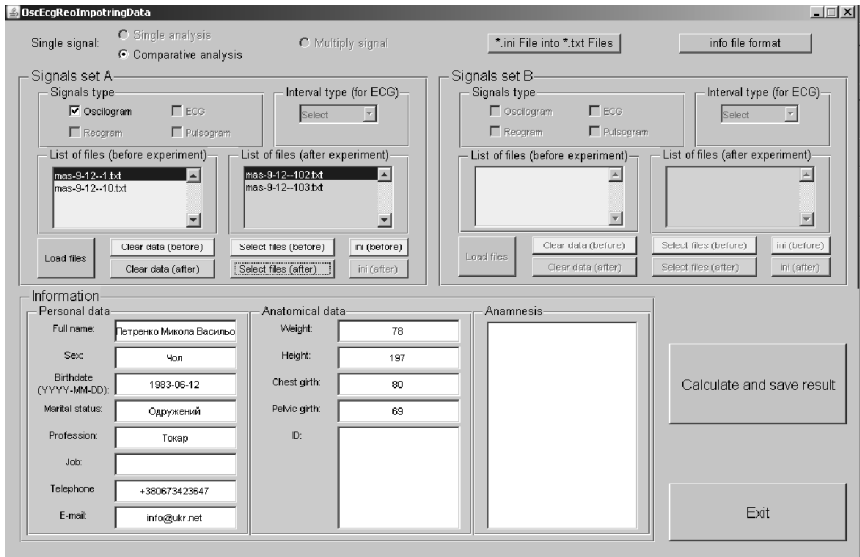 OscEcgReoImpotringData
Single signal:
Single analysis
Comparative analysis
Multiply signal
*.ini File into *.txt Files
info file format
Signals set A
Signals type
Oscilogram
ECG
Reogram
Pulsogram
Interval type (for ECG)
Select
List of files (before experiment)
mas-9-12--1.txt
mas-9-12--10.txt
List of files (after experiment)
mas-9-12--102.txt
mas-9-12--103.txt
Load files
Clear data (before)
Clear data (after)
Select files (before)
Select files (after)
ini (before)
ini (after)
Signals set B
Signals type
Oscilogram
ECG
Reogram
Pulsogram
Interval type (for ECG)
Select
List of files (before experiment)
List of files (after experiment)
Load files
Clear data (before)
Clear data (after)
Select files (before)
Select files (after)
ini (before)
ini (after)
Information
Personal data
Full name: Петренко Микола Васильо
Sex: Чол
Birthdate
(YYYY-MM-DD): 1983-06-12
Marital status: Одружений
Profession: Токар
Job:
Telephone +380673423647
E-mail: info@ukr.net
Anatomical data
Weight: 78
Height: 197
Chest girth: 80
Pelvic girth: 69
ID:
Anamnesis
Calculate and save result
Exit